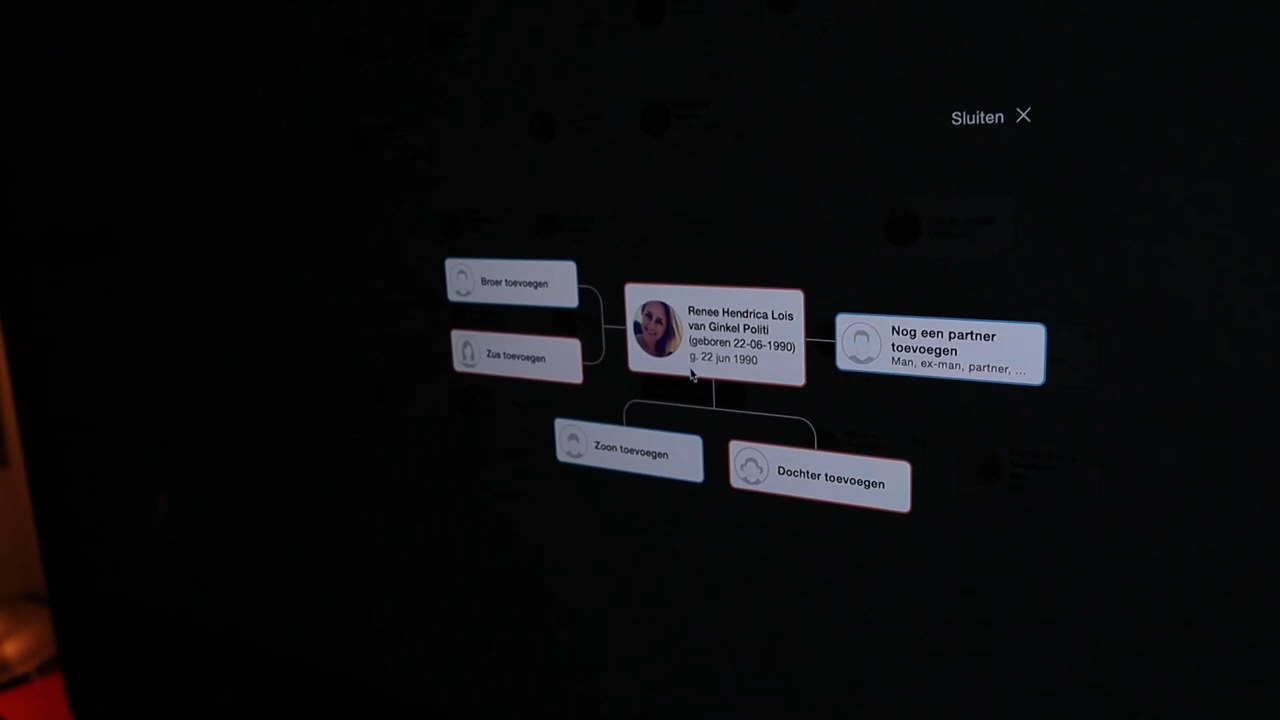 Sluiten
Broer toevoegen
Zus toevoegen
Renee Hendrica Lois
van Ginkel Politi
(geboren 22-06-1990)
g. 22 jun 1990
Nog een partner
toevoegen
Man, ex-man, partner, ...
Zoon toevoegen
Dochter toevoegen